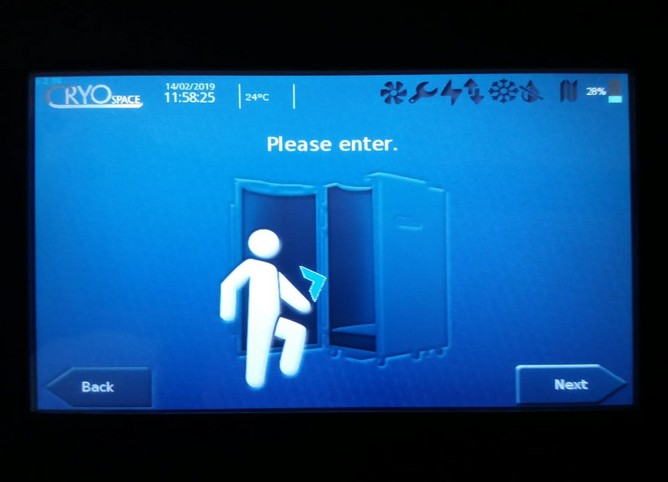 CRYO SPACE
14/02/2019
11:58:25
24°C
28%
Please enter.
Back
Next